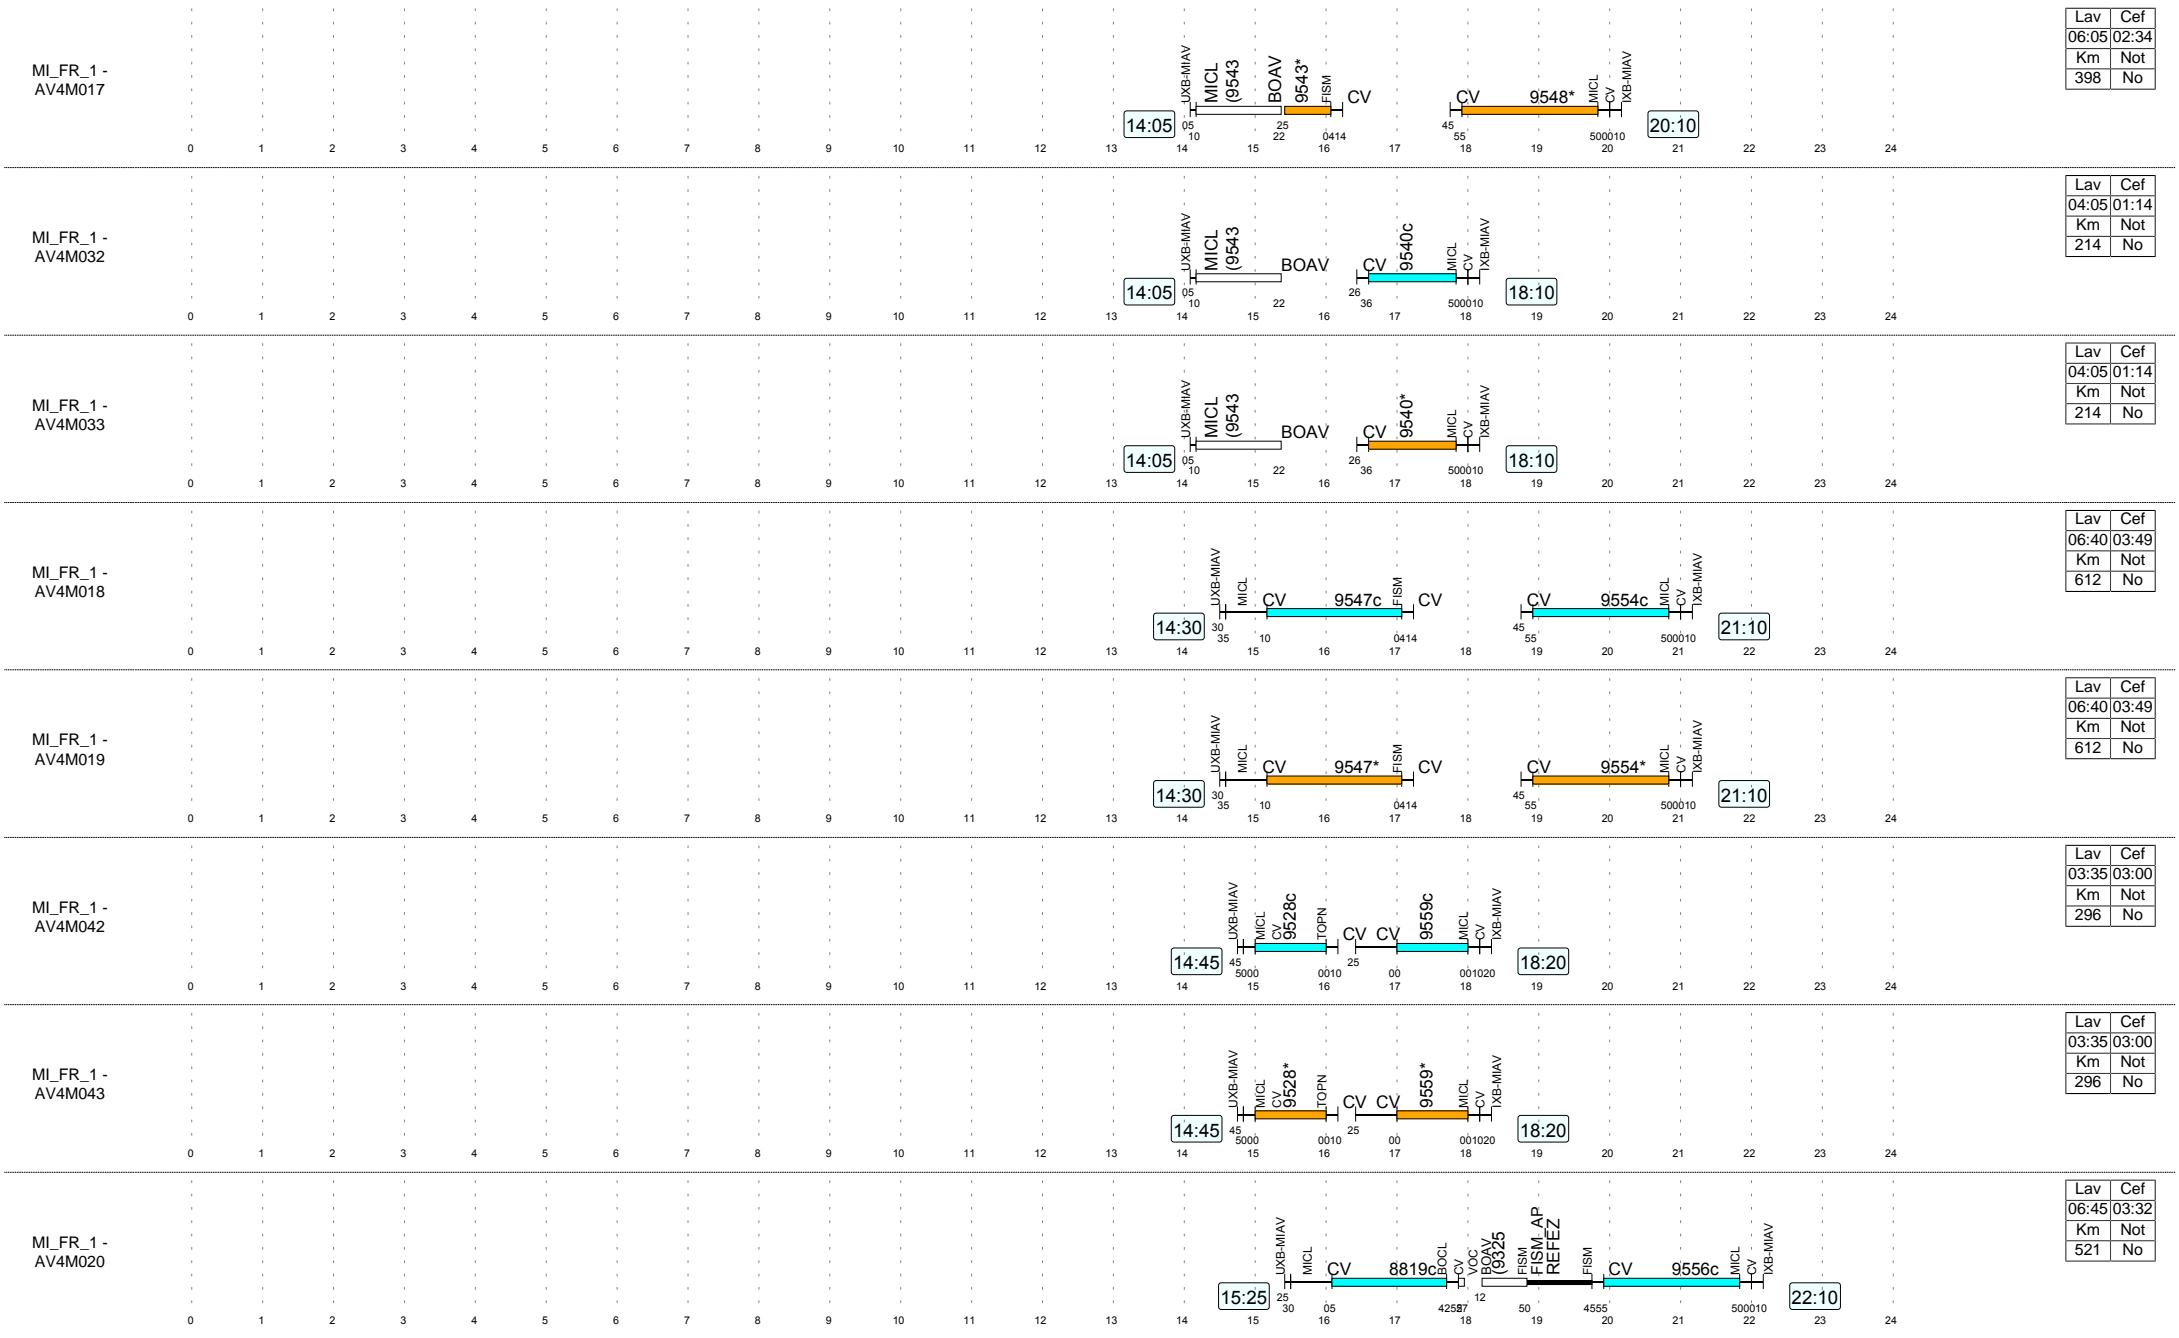 Lav Cef
06:05 02:34
Km Not
398 No
MI_FR_1 -
AV4M017
UXB-MIAV MICL (9543 BOAV 9543* FISM CV CV 9548* MICL CV IXB-MIAV
14:05 05 25 45 20:10
10 22 0414 55 500010
0 1 2 3 4 5 6 7 8 9 10 11 12 13 14 15 16 17 18 19 20 21 22 23 24
Lav Cef
04:05 01:14
Km Not
214 No
MI_FR_1 -
AV4M032
UXB-MIAV MICL (9543 BOAV CV 9540c MICL CV IXB-MIAV
14:05 05 26 18:10
10 22 36 500010
0 1 2 3 4 5 6 7 8 9 10 11 12 13 14 15 16 17 18 19 20 21 22 23 24
Lav Cef
04:05 01:14
Km Not
214 No
MI_FR_1 -
AV4M033
UXB-MIAV MICL (9543 BOAV CV 9540* MICL CV IXB-MIAV
14:05 05 26 18:10
10 22 36 500010
0 1 2 3 4 5 6 7 8 9 10 11 12 13 14 15 16 17 18 19 20 21 22 23 24
Lav Cef
06:40 03:49
Km Not
612 No
MI_FR_1 -
AV4M018
UXB-MIAV MICL CV 9547c FISM CV CV 9554c MICL CV IXB-MIAV
14:30 30 45 21:10
35 10 0414 55 500010
0 1 2 3 4 5 6 7 8 9 10 11 12 13 14 15 16 17 18 19 20 21 22 23 24
Lav Cef
06:40 03:49
Km Not
612 No
MI_FR_1 -
AV4M019
UXB-MIAV MICL CV 9547* FISM CV CV 9554* MICL CV IXB-MIAV
14:30 30 45 21:10
35 10 0414 55 500010
0 1 2 3 4 5 6 7 8 9 10 11 12 13 14 15 16 17 18 19 20 21 22 23 24
Lav Cef
03:35 03:00
Km Not
296 No
MI_FR_1 -
AV4M042
UXB-MIAV MICL CV 9528c TOPN CV CV 9559c MICL CV IXB-MIAV
14:45 45 25 18:20
5000 0010 00 001020
0 1 2 3 4 5 6 7 8 9 10 11 12 13 14 15 16 17 18 19 20 21 22 23 24
Lav Cef
03:35 03:00
Km Not
296 No
MI_FR_1 -
AV4M043
UXB-MIAV MICL CV 9528* TOPN CV CV 9559* MICL CV IXB-MIAV
14:45 45 25 18:20
5000 0010 00 001020
0 1 2 3 4 5 6 7 8 9 10 11 12 13 14 15 16 17 18 19 20 21 22 23 24
Lav Cef
06:45 03:32
Km Not
521 No
MI_FR_1 -
AV4M020
UXB-MIAV MICL CV 8819c BOCL CV VOC BOAV (9325 FISM FISM_AP REFEZ FISM CV 9556c MICL CV IXB-MIAV
15:25 25 12 22:10
30 05 42 57 50 4555 500010
0 1 2 3 4 5 6 7 8 9 10 11 12 13 14 15 16 17 18 19 20 21 22 23 24